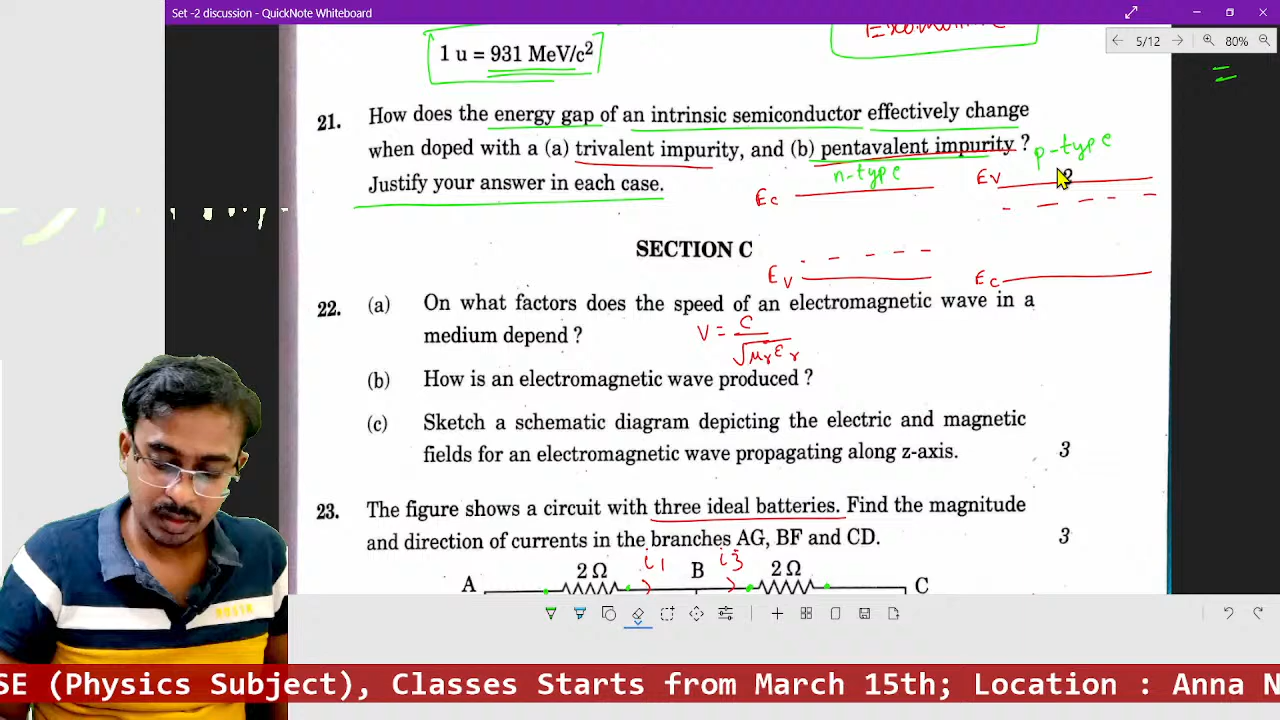 Set -2 discussion - QuickNote Whiteboard
5/12
80%
1 u = 931 MeV/c²
21. How does the energy gap of an intrinsic semiconductor effectively change
when doped with a (a) trivalent impurity, and (b) pentavalent impurity ?
Justify your answer in each case.
n-type
p-type
2
Ec
Ev
Ev
Ec
SECTION C
22. (a) On what factors does the speed of an electromagnetic wave in a
medium depend ?
V = C / √μr εr
(b) How is an electromagnetic wave produced ?
(c) Sketch a schematic diagram depicting the electric and magnetic
fields for an electromagnetic wave propagating along z-axis. 3
23. The figure shows a circuit with three ideal batteries. Find the magnitude
and direction of currents in the branches AG, BF and CD. 3
A 2 Ω i1 B i3 2 Ω C
SE (Physics Subject), Classes Starts from March 15th; Location : Anna N